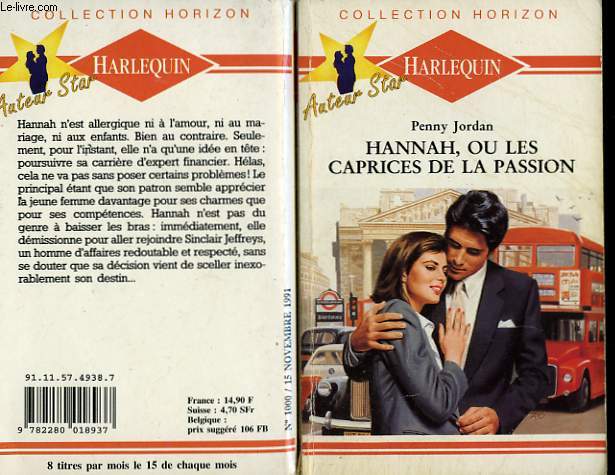 Le-livre.com
COLLECTION HORIZON
HARLEQUIN
Auteur Star
Hannah n'est allergique ni à l'amour, ni au ma-
riage, ni aux enfants. Bien au contraire. Seule-
ment, pour l'instant, elle n'a qu'une idée en tête :
poursuivre sa carrière d'expert financier. Hélas,
cela ne va pas sans poser certains problèmes! Le
principal étant que son patron semble apprécier
la jeune femme davantage pour ses charmes que
pour ses compétences. Hannah n'est pas du
genre à baisser les bras : immédiatement, elle
démissionne pour aller rejoindre Sinclair Jeffreys,
un homme d'affaires redoutable et respecté, sans
se douter que sa décision vient de sceller inexo-
rablement son destin...
91.11.57.4938.7
9 782280 018937
France : 14,90 F
Suisse : 4,70 SFr
Belgique :
prix suggéré 106 FB
8 titres par mois le 15 de chaque mois
N° 1000 / 15 NOVEMBRE 1991
COLLECTION HORIZON
HARLEQUIN
Auteur Star
Penny Jordan
HANNAH, OU LES
CAPRICES DE LA PASSION